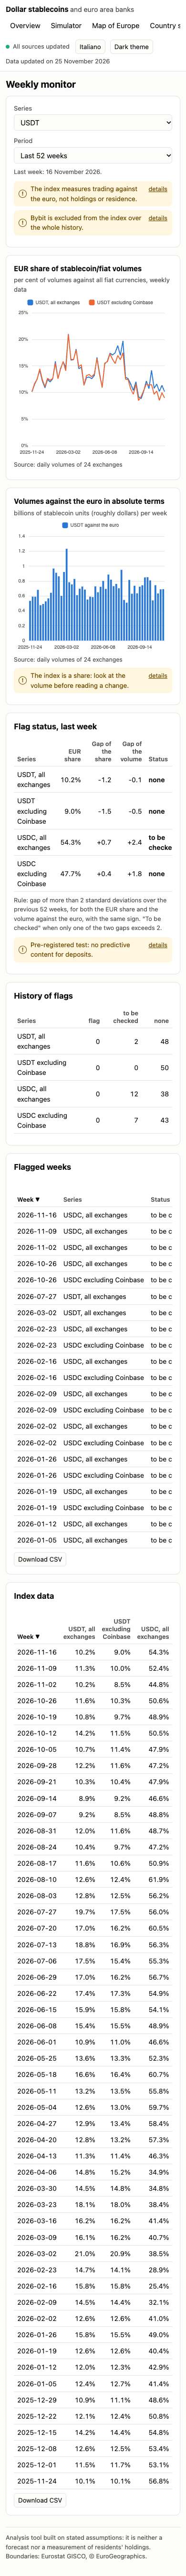 Dollar stablecoins and euro area banks
Overview Simulator Map of Europe Country s
All sources updated Italiano Dark theme
Data updated on 25 November 2026
Weekly monitor
Series
USDT
Period
Last 52 weeks
Last week: 16 November 2026.
The index measures trading against the euro, not holdings or residence. details
Bybit is excluded from the index over the whole history. details
EUR share of stablecoin/fiat volumes
per cent of volumes against all fiat currencies, weekly data
USDT, all exchanges USDT excluding Coinbase
25%
20%
15%
10%
5%
0%
2025-11-24 2026-03-02 2026-06-08 2026-09-14
Source: daily volumes of 24 exchanges
Volumes against the euro in absolute terms
billions of stablecoin units (roughly dollars) per week
USDT against the euro
1.4
1.2
1
0.8
0.6
0.4
0.2
0
2025-11-24 2026-03-02 2026-06-08 2026-09-14
Source: daily volumes of 24 exchanges
The index is a share: look at the volume before reading a change. details
Flag status, last week
Series EUR share Gap of the share Gap of the volume Status
USDT, all exchanges 10.2% -1.2 -0.1 none
USDT excluding Coinbase 9.0% -1.5 -0.5 none
USDC, all exchanges 54.3% +0.7 +2.4 to be checke
USDC excluding Coinbase 47.7% +0.4 +1.8 none
Rule: gap of more than 2 standard deviations over the previous 52 weeks, for both the EUR share and the volume against the euro, with the same sign. "To be checked" when only one of the two gaps exceeds 2.
Pre-registered test: no predictive content for deposits. details
History of flags
Series flag to be checked none
USDT, all exchanges 0 2 48
USDT excluding Coinbase 0 0 50
USDC, all exchanges 0 12 38
USDC excluding Coinbase 0 7 43
Flagged weeks
Week ▼ Series Status
2026-11-16 USDC, all exchanges to be c
2026-11-09 USDC, all exchanges to be c
2026-11-02 USDC, all exchanges to be c
2026-10-26 USDC, all exchanges to be c
2026-10-26 USDC excluding Coinbase to be c
2026-07-27 USDT, all exchanges to be c
2026-03-02 USDT, all exchanges to be c
2026-02-23 USDC, all exchanges to be c
2026-02-23 USDC excluding Coinbase to be c
2026-02-16 USDC, all exchanges to be c
2026-02-16 USDC excluding Coinbase to be c
2026-02-09 USDC, all exchanges to be c
2026-02-09 USDC excluding Coinbase to be c
2026-02-02 USDC, all exchanges to be c
2026-02-02 USDC excluding Coinbase to be c
2026-01-26 USDC, all exchanges to be c
2026-01-26 USDC excluding Coinbase to be c
2026-01-19 USDC, all exchanges to be c
2026-01-19 USDC excluding Coinbase to be c
2026-01-12 USDC, all exchanges to be c
2026-01-05 USDC, all exchanges to be c
Download CSV
Index data
Week ▼ USDT, all exchanges USDT excluding Coinbase USDC, all exchanges
2026-11-16 10.2% 9.0% 54.3%
2026-11-09 11.3% 10.0% 52.4%
2026-11-02 10.2% 8.5% 44.8%
2026-10-26 11.6% 10.3% 50.6%
2026-10-19 10.8% 9.7% 48.9%
2026-10-12 14.2% 11.5% 50.5%
2026-10-05 10.7% 11.4% 47.9%
2026-09-28 12.2% 11.6% 47.2%
2026-09-21 10.3% 10.4% 47.9%
2026-09-14 8.9% 9.2% 46.6%
2026-09-07 9.2% 8.5% 48.8%
2026-08-31 12.0% 11.6% 48.7%
2026-08-24 10.4% 9.7% 47.2%
2026-08-17 11.6% 10.6% 50.9%
2026-08-10 12.6% 12.4% 61.9%
2026-08-03 12.8% 12.5% 56.2%
2026-07-27 19.7% 17.5% 56.0%
2026-07-20 17.0% 16.2% 60.5%
2026-07-13 18.8% 16.9% 56.3%
2026-07-06 17.5% 15.4% 55.3%
2026-06-29 17.0% 16.2% 56.7%
2026-06-22 17.4% 17.3% 54.9%
2026-06-15 15.9% 15.8% 54.1%
2026-06-08 15.4% 15.5% 48.9%
2026-06-01 10.9% 11.0% 46.6%
2026-05-25 13.6% 13.3% 52.3%
2026-05-18 16.6% 16.4% 60.7%
2026-05-11 13.2% 13.5% 55.8%
2026-05-04 12.6% 13.0% 59.7%
2026-04-27 12.9% 13.4% 58.4%
2026-04-20 12.8% 13.2% 57.3%
2026-04-13 11.3% 11.4% 46.3%
2026-04-06 14.8% 15.2% 34.9%
2026-03-30 14.5% 14.8% 34.8%
2026-03-23 18.1% 18.0% 38.4%
2026-03-16 16.2% 16.2% 41.4%
2026-03-09 16.1% 16.2% 40.7%
2026-03-02 21.0% 20.9% 38.5%
2026-02-23 14.7% 14.1% 28.9%
2026-02-16 15.8% 15.8% 25.4%
2026-02-09 14.5% 14.4% 32.1%
2026-02-02 12.6% 12.6% 41.0%
2026-01-26 15.8% 15.5% 49.0%
2026-01-19 12.6% 12.6% 40.4%
2026-01-12 12.0% 12.3% 42.9%
2026-01-05 12.4% 12.7% 41.4%
2025-12-29 10.9% 11.1% 48.6%
2025-12-22 12.1% 12.4% 50.8%
2025-12-15 14.2% 14.4% 54.8%
2025-12-08 12.6% 12.5% 53.4%
2025-12-01 11.5% 11.7% 53.1%
2025-11-24 10.1% 10.1% 56.8%
Download CSV
Analysis tool built on stated assumptions: it is neither a forecast nor a measurement of residents' holdings.
Boundaries: Eurostat GISCO, © EuroGeographics.